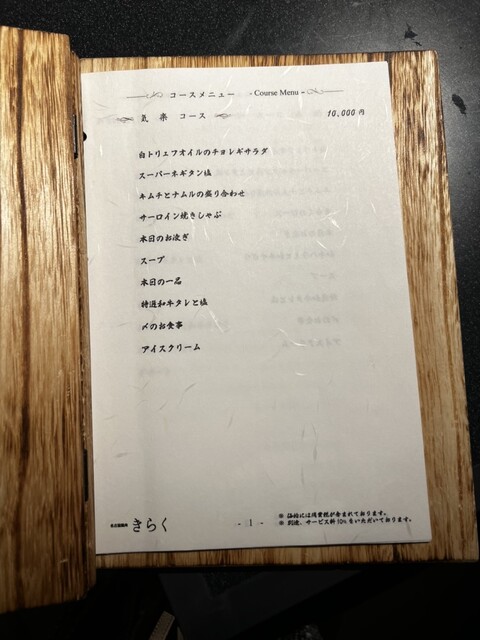 コースメニュー - Course Menu -
気楽 コース 10,000円
白トリュフオイルのチョレギサラダ
スーパーネギタン塩
キムチとナムルの盛り合わせ
サーロイン焼きしゃぶ
本日のお凌ぎ
スープ
本日の一品
特選和牛タレと塩
〆のお食事
アイスクリーム
きらく
- 1 -
※ 価格には消費税が含まれております。
※ 別途、サービス料10%をいただいております。